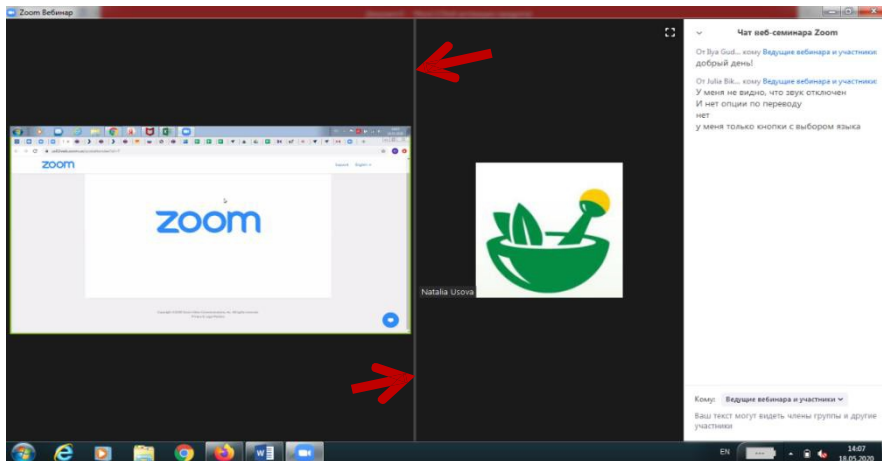 Zoom Вебинар
Чат веб-семинара Zoom
От Ilya Gud... кому Ведущие вебинара и участники:
добрый день!
От Julia Bik... кому Ведущие вебинара и участники:
У меня не видно, что звук отключен
И нет опции по переводу
нет
у меня только кнопки с выбором языка
zoom
Support English
zoom
Natalia Usova
Кому: Ведущие вебинара и участники
Ваш текст могут видеть члены группы и другие
участники
EN
14:07
18.05.2020